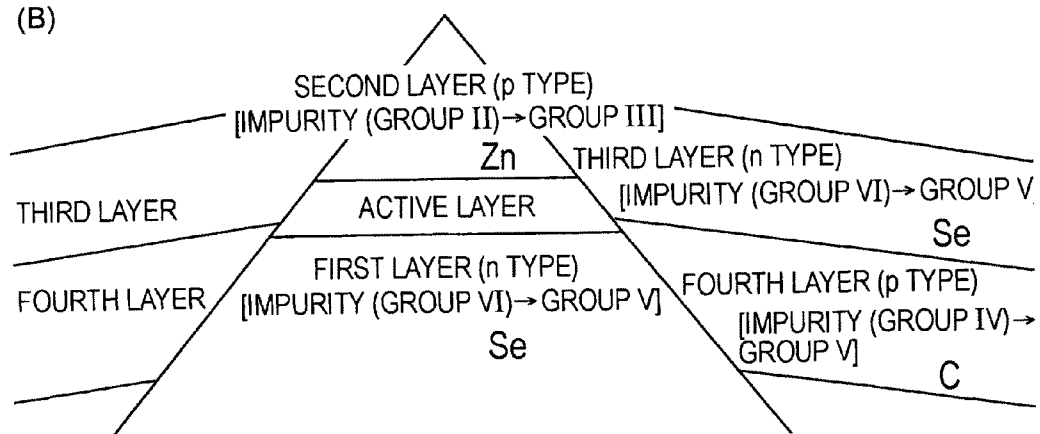 (B)
SECOND LAYER (p TYPE)
[IMPURITY (GROUP II)→GROUP III]
Zn
THIRD LAYER (n TYPE)
[IMPURITY (GROUP VI)→GROUP V
Se
THIRD LAYER
ACTIVE LAYER
FIRST LAYER (n TYPE)
[IMPURITY (GROUP VI)→GROUP V]
Se
FOURTH LAYER
FOURTH LAYER (p TYPE)
[IMPURITY (GROUP IV)→
GROUP V]
C